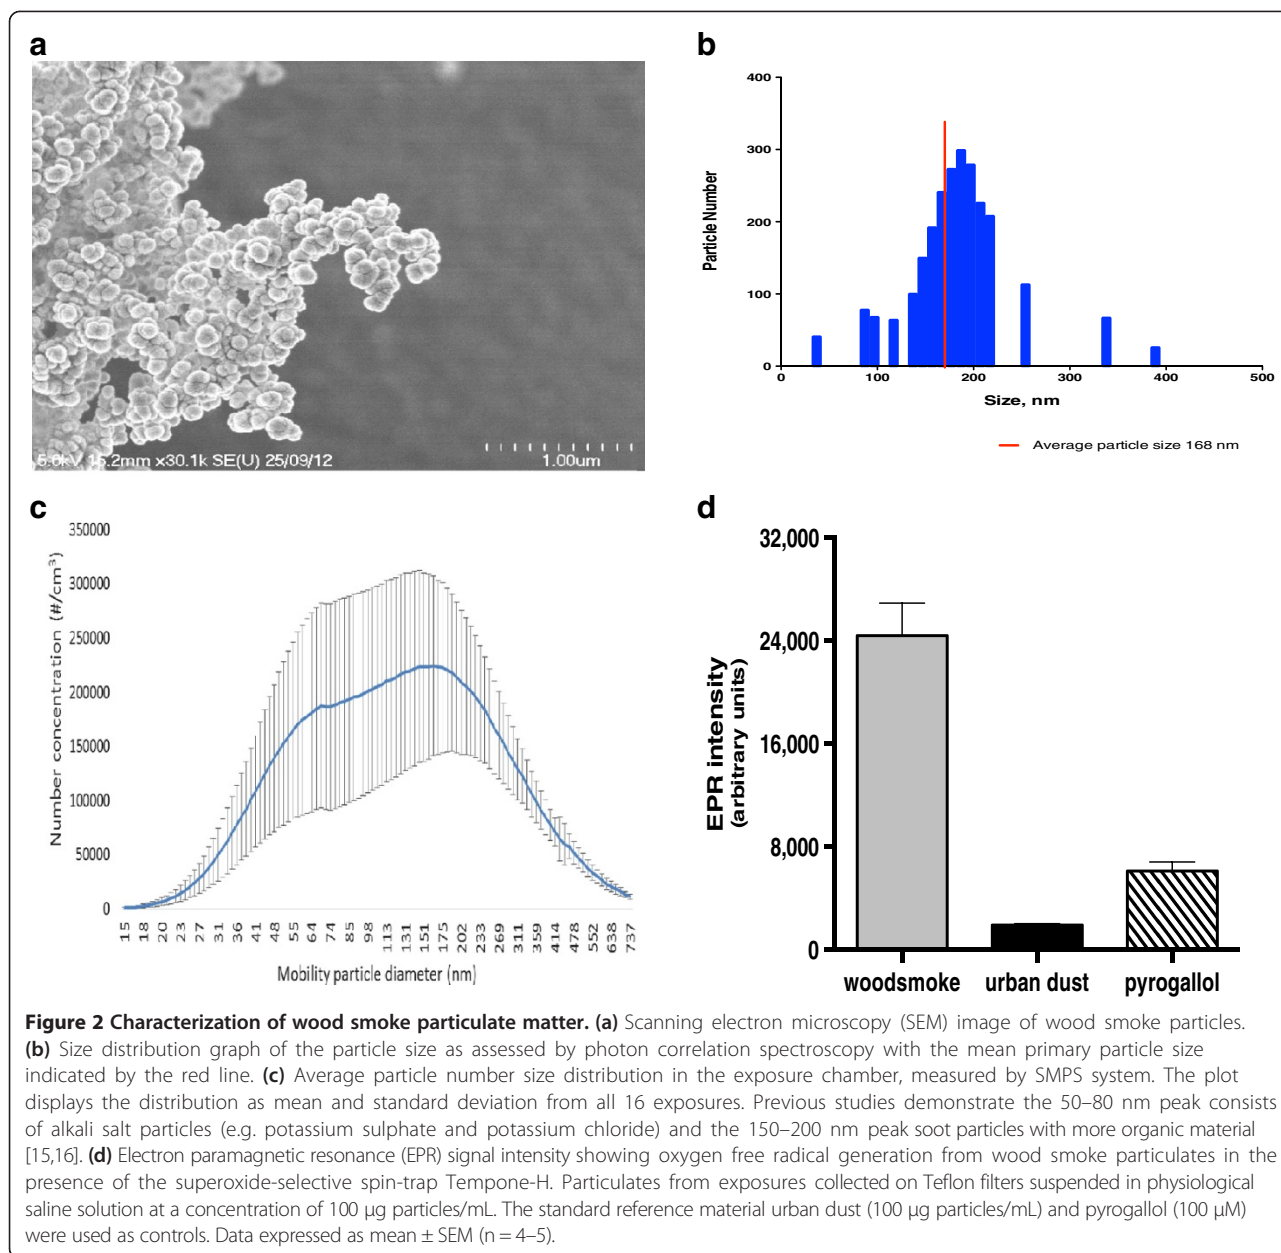 a
5.0kV 15.2mm x30.1k SE(U) 25/09/12
1.00um
b
400
300
200
100
0
Particle Number
0 100 200 300 400 500
Size, nm
Average particle size 168 nm
c
350000
300000
250000
200000
150000
100000
50000
0
Number concentration (#/cm³)
15 18 20 23 27 31 36 41 48 55 64 74 85 98 113 131 151 175 202 233 269 311 359 414 478 552 638 737
Mobility particle diameter (nm)
d
32,000
24,000
16,000
8,000
0
EPR intensity
(arbitrary units)
woodsmoke urban dust pyrogallol
Figure 2 Characterization of wood smoke particulate matter. (a) Scanning electron microscopy (SEM) image of wood smoke particles.
(b) Size distribution graph of the particle size as assessed by photon correlation spectroscopy with the mean primary particle size
indicated by the red line. (c) Average particle number size distribution in the exposure chamber, measured by SMPS system. The plot
displays the distribution as mean and standard deviation from all 16 exposures. Previous studies demonstrate the 50–80 nm peak consists
of alkali salt particles (e.g. potassium sulphate and potassium chloride) and the 150–200 nm peak soot particles with more organic material
[15,16]. (d) Electron paramagnetic resonance (EPR) signal intensity showing oxygen free radical generation from wood smoke particulates in the
presence of the superoxide-selective spin-trap Tempone-H. Particulates from exposures collected on Teflon filters suspended in physiological
saline solution at a concentration of 100 μg particles/mL. The standard reference material urban dust (100 μg particles/mL) and pyrogallol (100 μM)
were used as controls. Data expressed as mean ± SEM (n = 4–5).